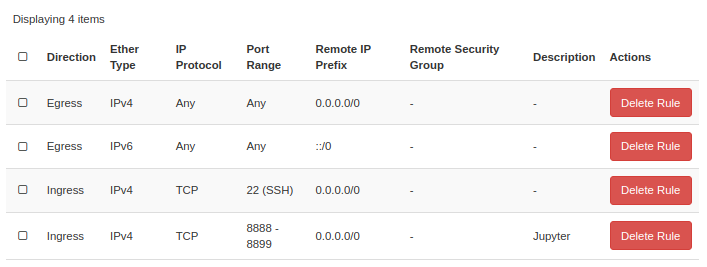 Displaying 4 items
Direction Ether Type IP Protocol Port Range Remote IP Prefix Remote Security Group Description Actions
Egress IPv4 Any Any 0.0.0.0/0 - - Delete Rule
Egress IPv6 Any Any ::/0 - - Delete Rule
Ingress IPv4 TCP 22 (SSH) 0.0.0.0/0 - - Delete Rule
Ingress IPv4 TCP 8888 - 8899 0.0.0.0/0 - Jupyter Delete Rule